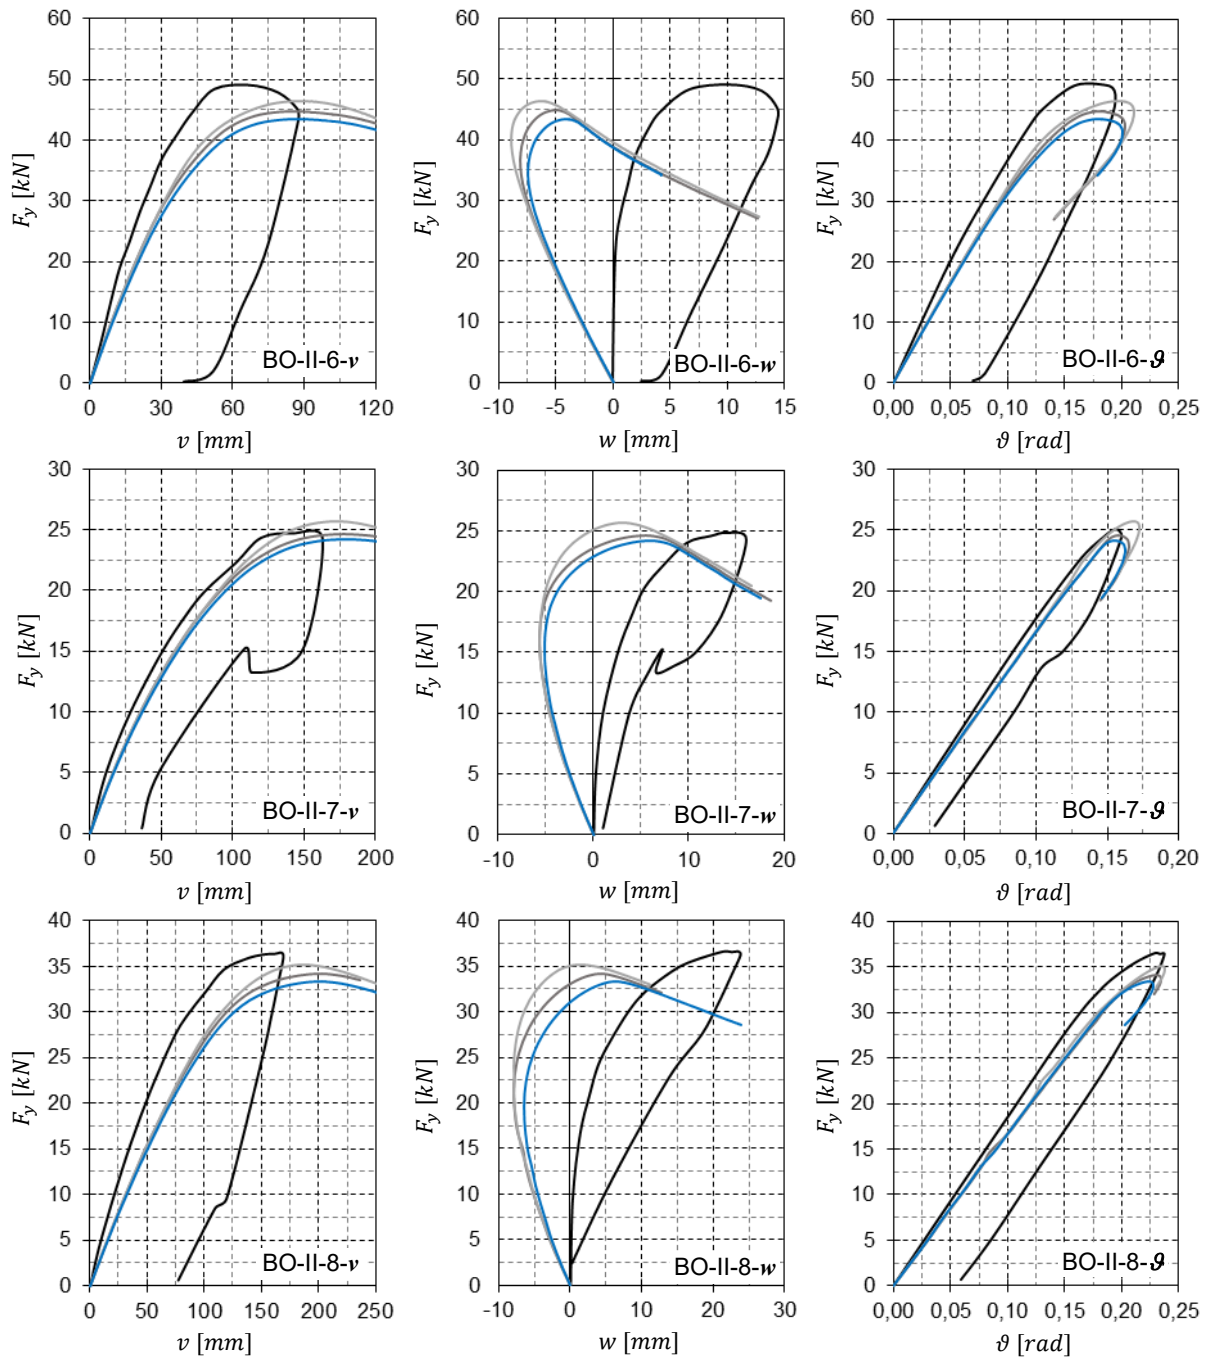 60
50
40
30
20
10
0
F_y [kN]
BO-II-6-v
0 30 60 90 120
v [mm]
60
50
40
30
20
10
0
F_y [kN]
BO-II-6-w
-10 -5 0 5 10 15
w [mm]
60
50
40
30
20
10
0
F_y [kN]
BO-II-6-ϑ
0,00 0,05 0,10 0,15 0,20 0,25
ϑ [rad]
30
25
20
15
10
5
0
F_y [kN]
BO-II-7-v
0 50 100 150 200
v [mm]
30
25
20
15
10
5
0
F_y [kN]
BO-II-7-w
-10 0 10 20
w [mm]
30
25
20
15
10
5
0
F_y [kN]
BO-II-7-ϑ
0,00 0,05 0,10 0,15 0,20
ϑ [rad]
40
35
30
25
20
15
10
5
0
F_y [kN]
BO-II-8-v
0 50 100 150 200 250
v [mm]
40
35
30
25
20
15
10
5
0
F_y [kN]
BO-II-8-w
-10 0 10 20 30
w [mm]
40
35
30
25
20
15
10
5
0
F_y [kN]
BO-II-8-ϑ
0,00 0,05 0,10 0,15 0,20 0,25
ϑ [rad]